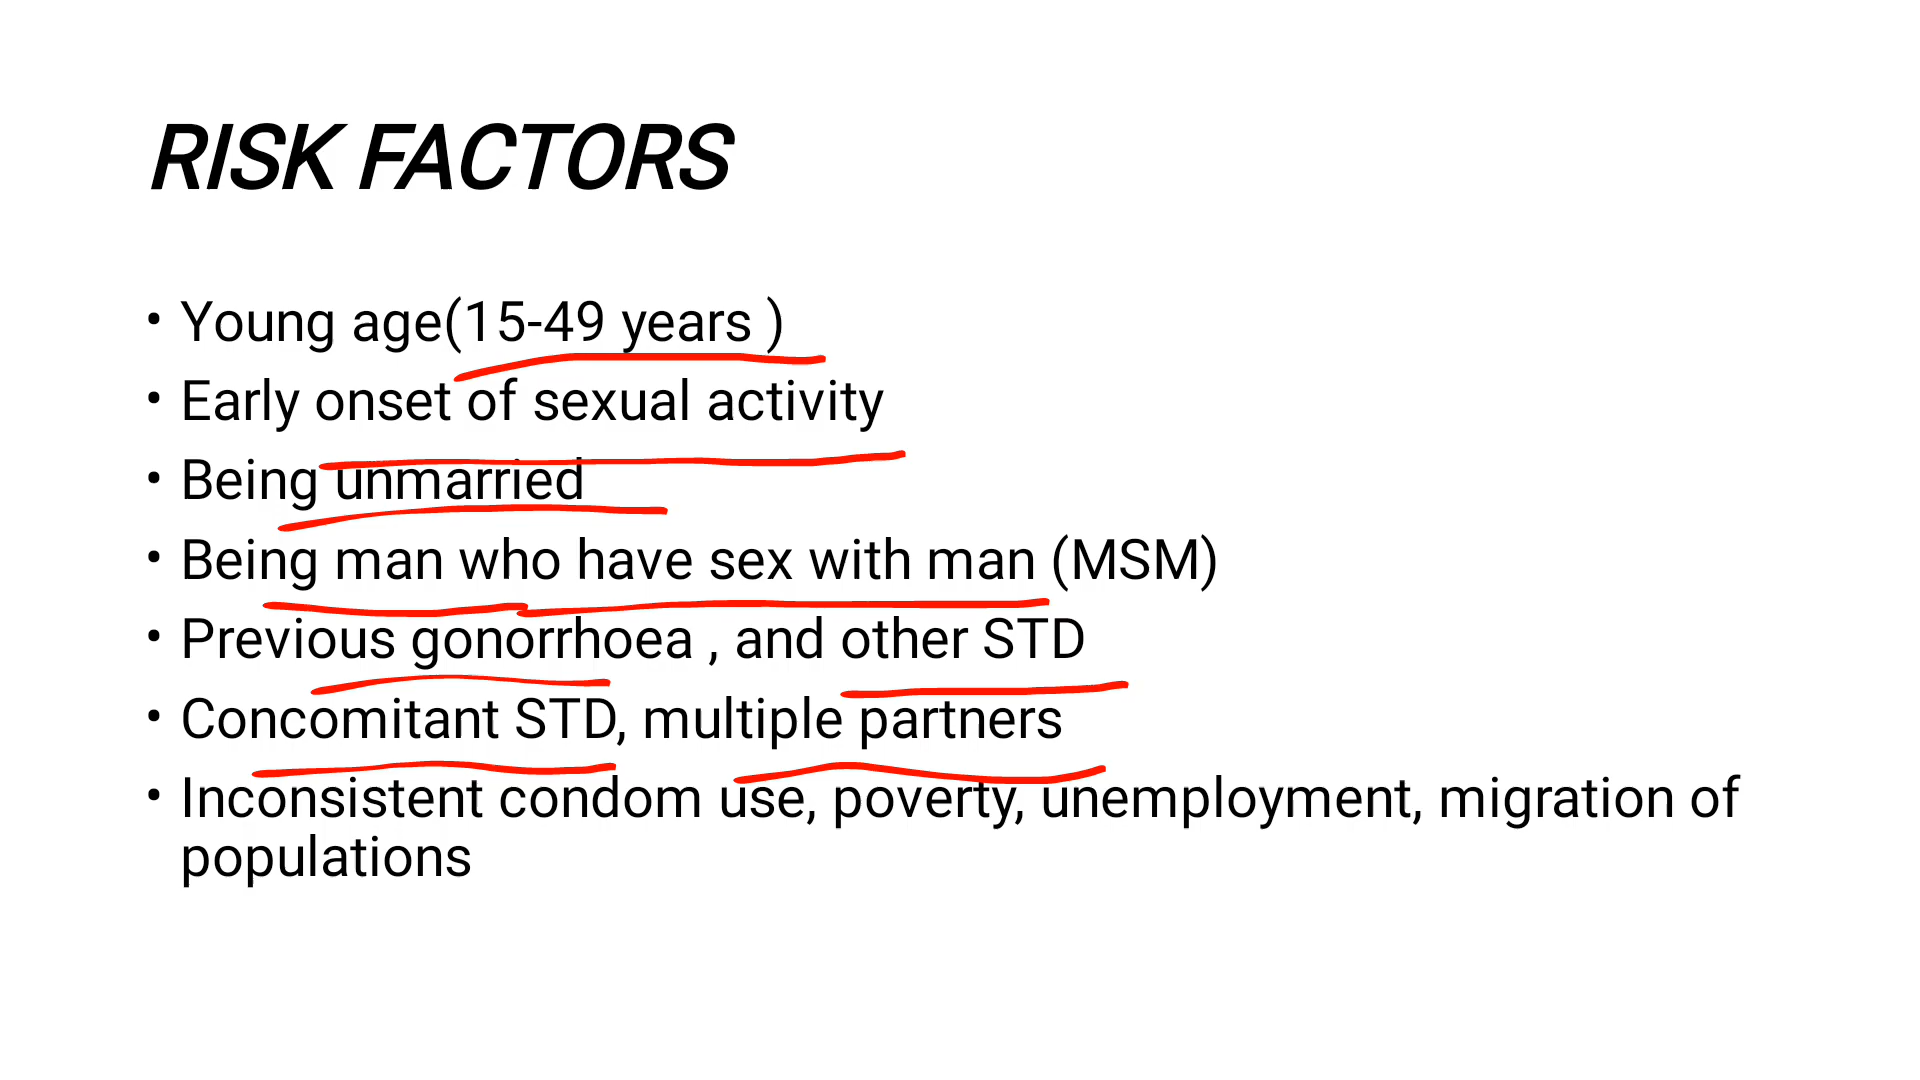 RISK FACTORS
• Young age(15-49 years )
• Early onset of sexual activity
• Being unmarried
• Being man who have sex with man (MSM)
• Previous gonorrhoea , and other STD
• Concomitant STD, multiple partners
• Inconsistent condom use, poverty, unemployment, migration of
populations